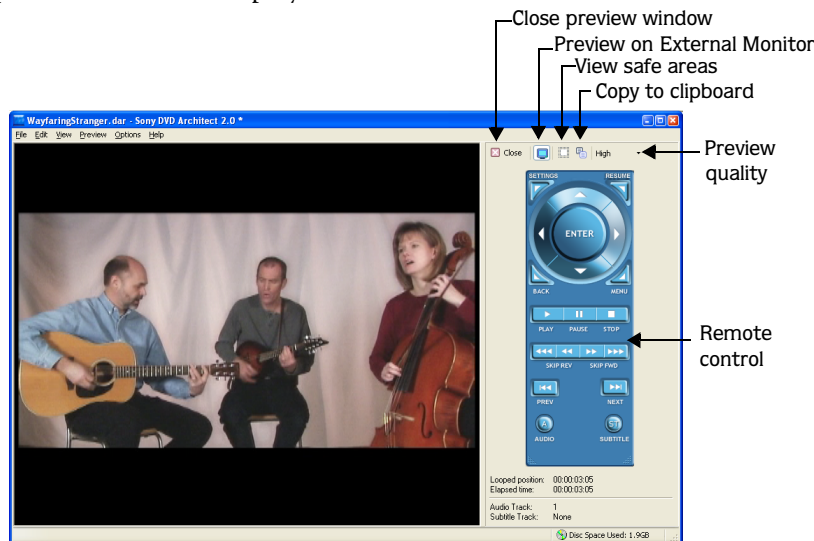 Close preview window
Preview on External Monitor
View safe areas
Copy to clipboard
WayfaringStranger.dar - Sony DVD Architect 2.0 *
File Edit View Preview Options Help
Close
High
Preview
quality
SETTINGS RESUME
ENTER
BACK MENU
PLAY PAUSE STOP
SKIP REV SKIP FWD
Remote
control
PREV NEXT
A ST
AUDIO SUBTITLE
Looped position: 00:00:03:05
Elapsed time: 00:00:03:05
Audio Track: 1
Subtitle Track: None
Disc Space Used: 1.9GB